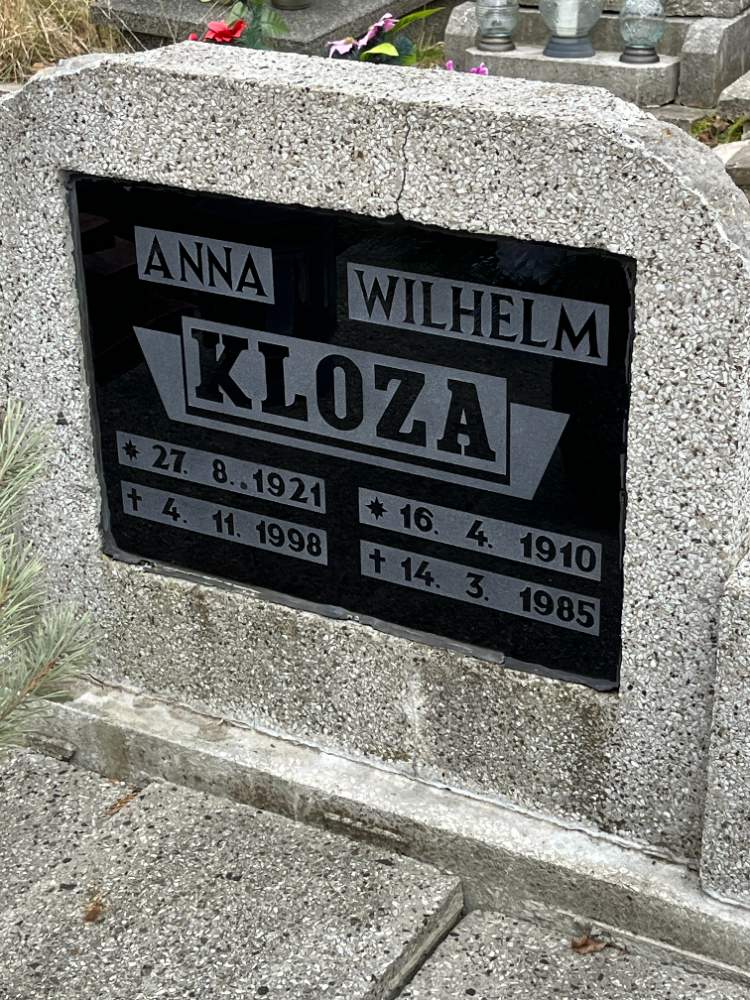 ANNA WILHELM
KLOZA
* 27. 8. 1921 * 16. 4. 1910
† 4. 11. 1998 † 14. 3. 1985